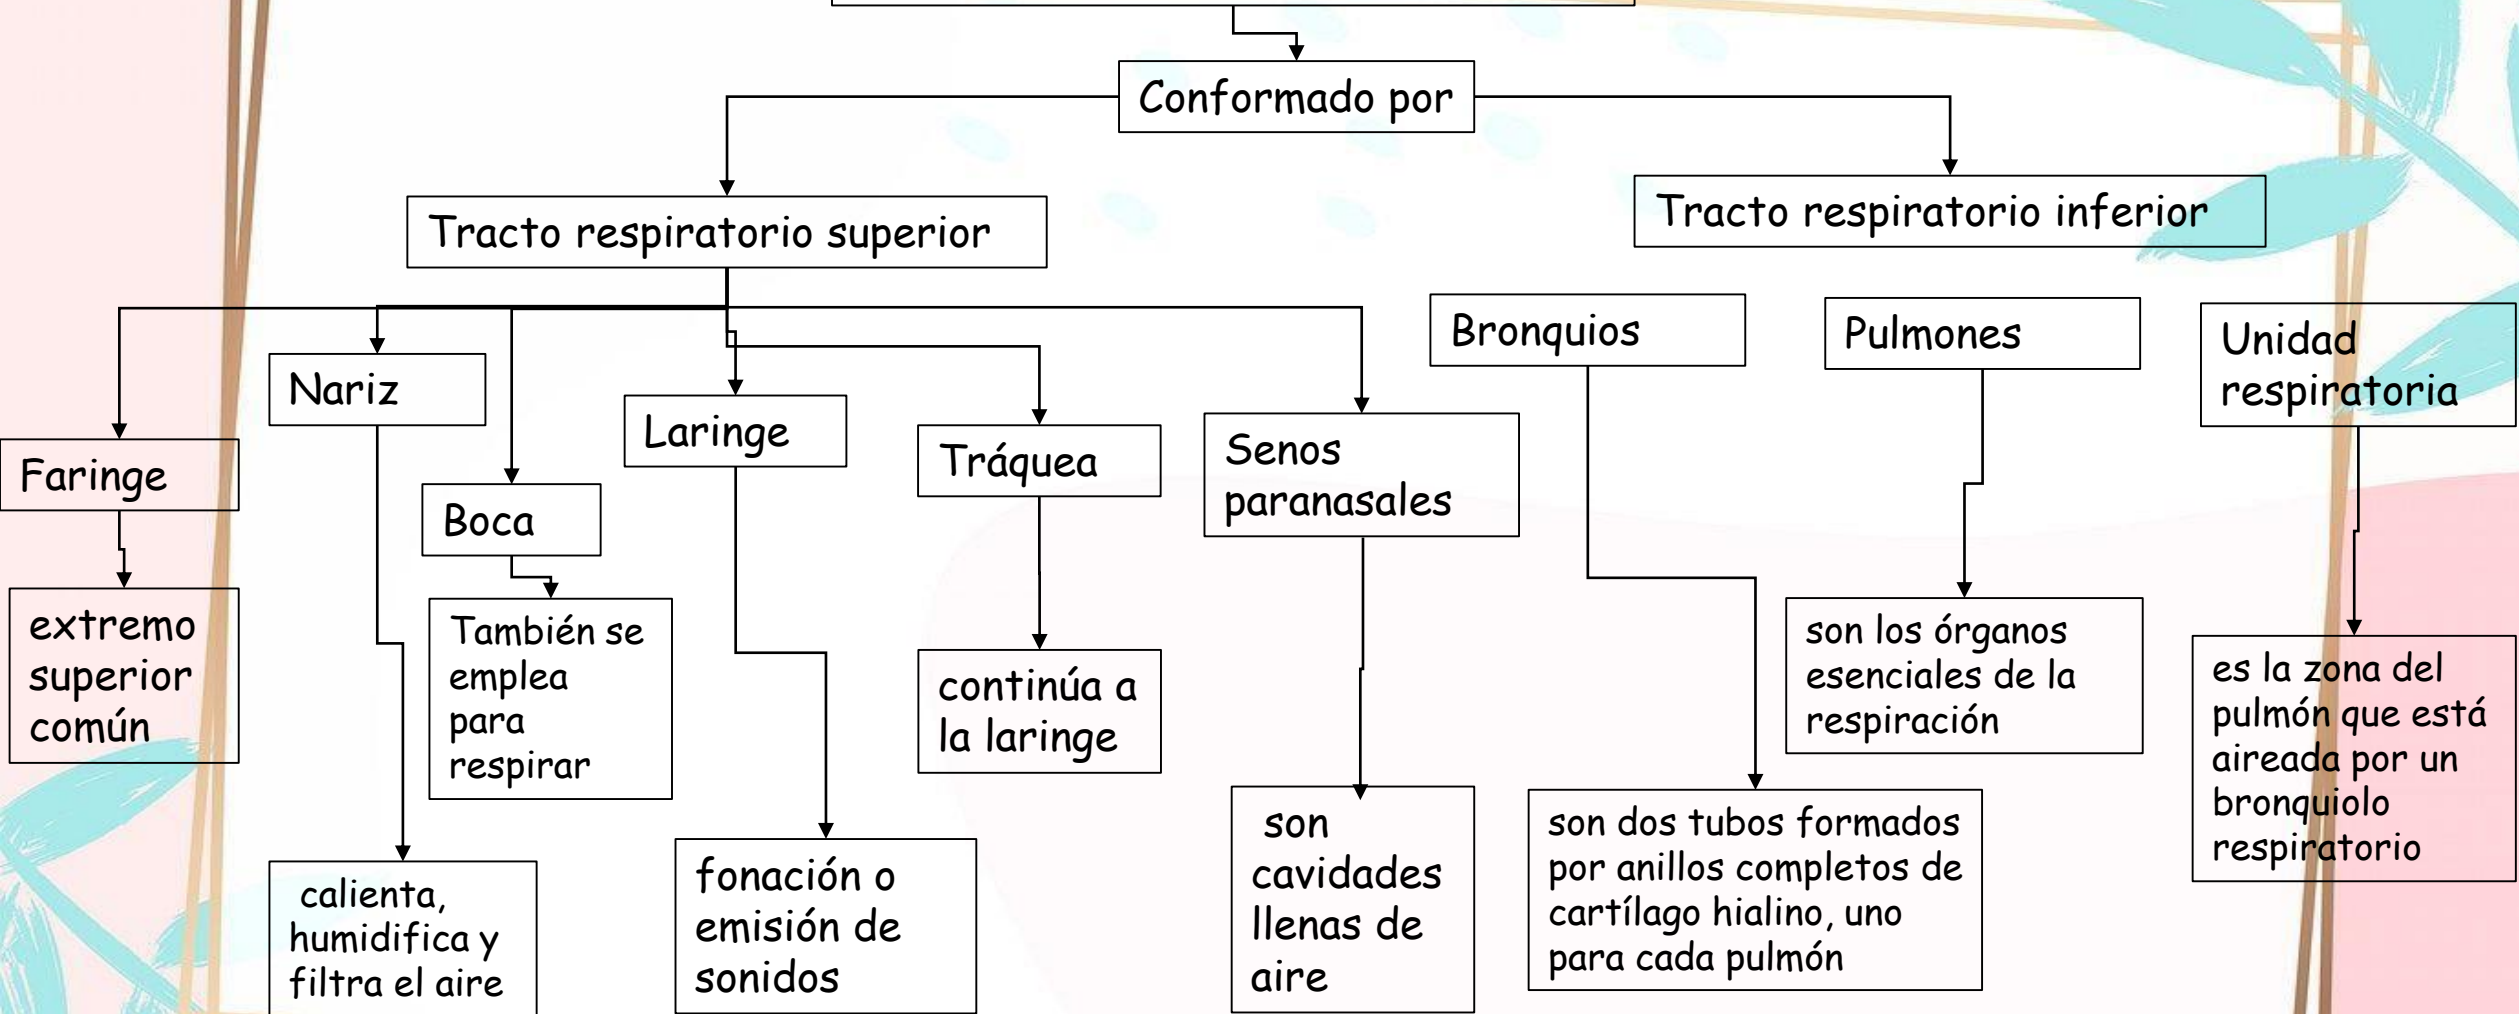 Conformado por
Tracto respiratorio superior
Tracto respiratorio inferior
Faringe
Nariz
Boca
Laringe
Tráquea
Senos
paranasales
Bronquios
Pulmones
Unidad
respiratoria
extremo
superior
común
calienta,
humidifica y
filtra el aire
También se
emplea
para
respirar
fonación o
emisión de
sonidos
continúa a
la laringe
son
cavidades
llenas de
aire
son dos tubos formados
por anillos completos de
cartílago hialino, uno
para cada pulmón
son los órganos
esenciales de la
respiración
es la zona del
pulmón que está
aireada por un
bronquiolo
respiratorio